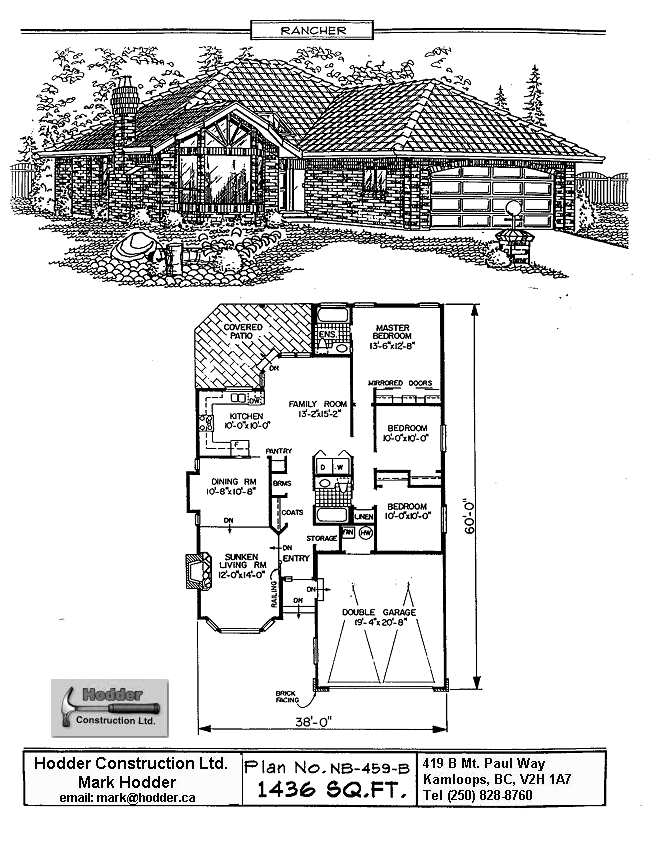 RANCHER
COVERED
PATIO
ENS.
MASTER
BEDROOM
13'-6"X12'-8"
DN
MIRRORED DOORS
DW
FAMILY ROOM
13'-2"X15'-2"
KITCHEN
10'-0"X10'-0"
BEDROOM
10'-0"X10'-0"
F
PANTRY
D W
DINING RM
10'-8"X10'-8"
BRMS
BEDROOM
10'-0"X10'-0"
COATS
LINEN
DN
STORAGE
HW
DN
SUNKEN
LIVING RM
12'-0"X14'-0"
ENTRY
RAILING
DN
DN
DOUBLE GARAGE
19'-4"X20'-8"
60'-0"
BRICK
FACING
38'-0"
Hodder
Construction Ltd.
Hodder Construction Ltd.
Mark Hodder
email: mark@hodder.ca
Plan No. NB-459-B
1436 SQ.FT.
419 B Mt. Paul Way
Kamloops, BC, V2H 1A7
Tel (250) 828-8760